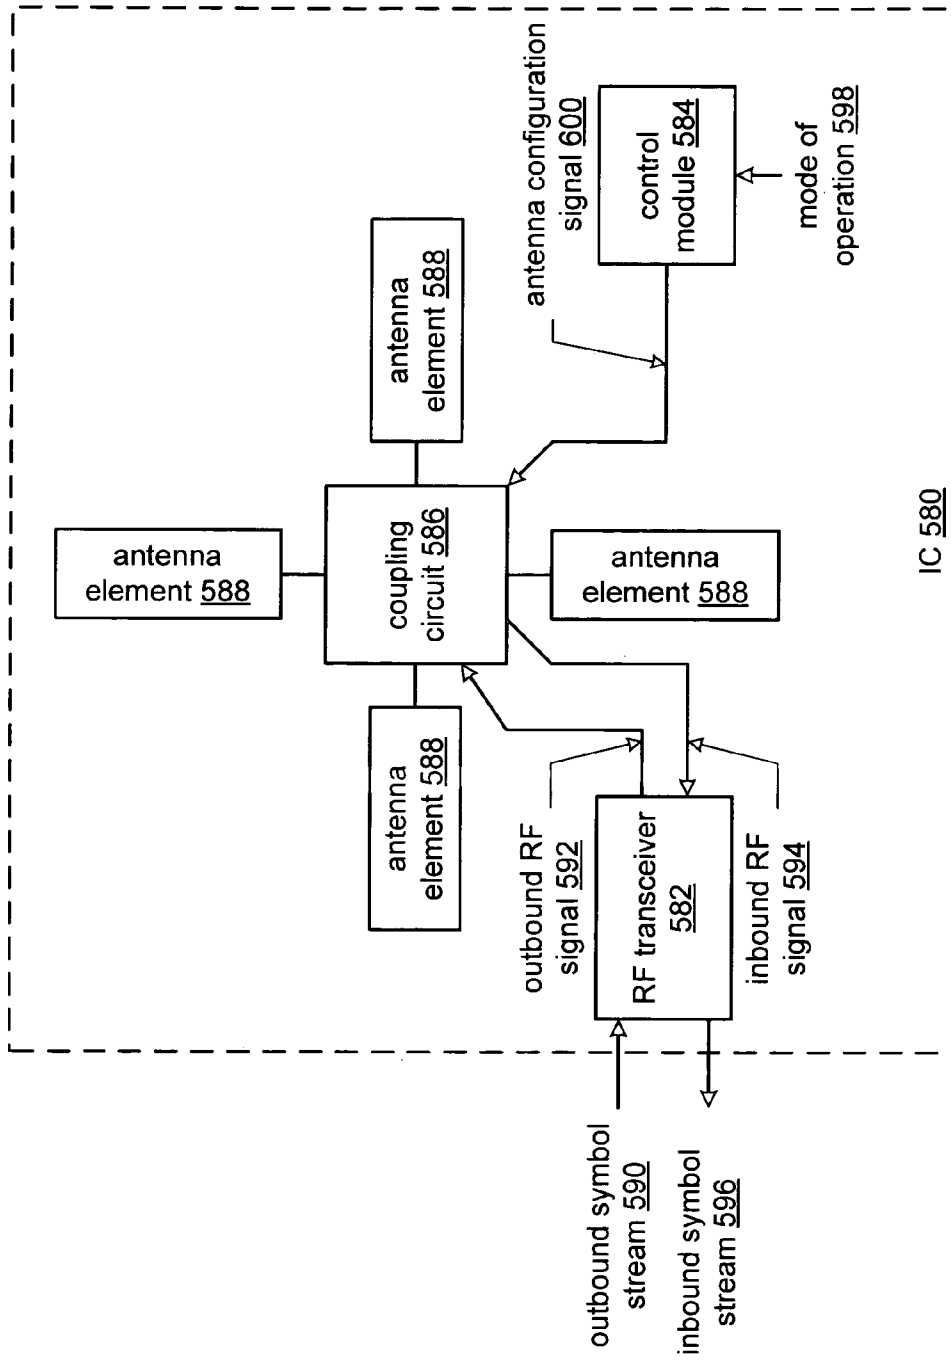 antenna
element 588
antenna
element 588
coupling
circuit 586
antenna
element 588
antenna
element 588
antenna configuration
signal 600
control
module 584
mode of
operation 598
outbound RF
signal 592
RF transceiver
582
inbound RF
signal 594
outbound symbol
stream 590
inbound symbol
stream 596
IC 580